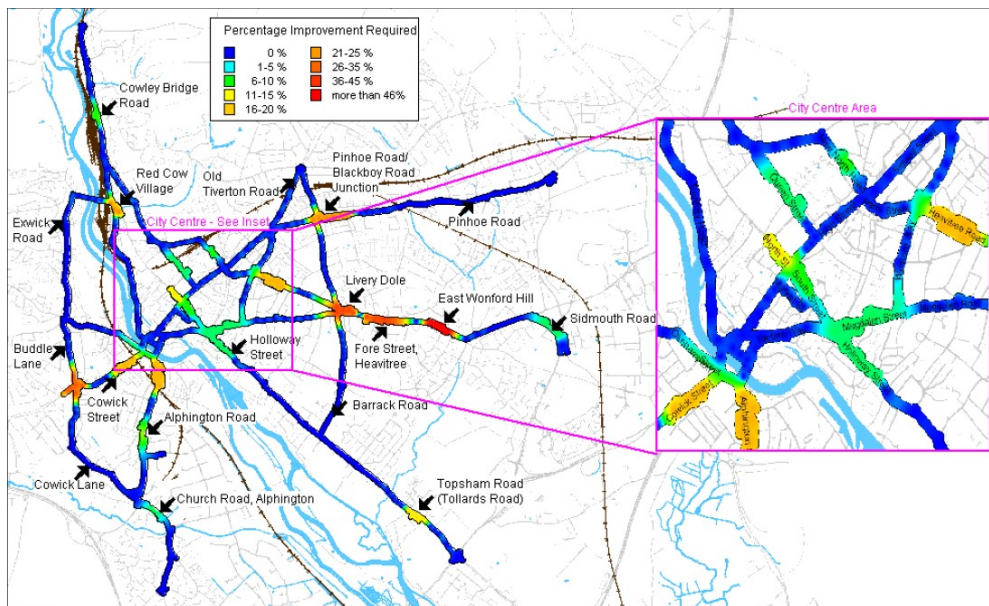 Percentage Improvement Required
0 %
1-5 %
6-10 %
11-15 %
16-20 %
21-25 %
26-35 %
36-45 %
more than 46%
City Centre Area
Cowley Bridge
Road
Red Cow
Village
Old
Tiverton Road
Pinhoe Road/
Blackboy Road
Junction
Pinhoe Road
Exwick
Road
City Centre - See Inset
Livery Dole
East Wonford Hill
Sidmouth Road
Buddle
Lane
Holloway
Street
Fore Street,
Heavitree
Cowick
Street
Barrack Road
Alphington Road
Cowick Lane
Church Road, Alphington
Topsham Road
(Tollards Road)
Heavitree Road
North St
South St
Magdalen Street
Cowick Street